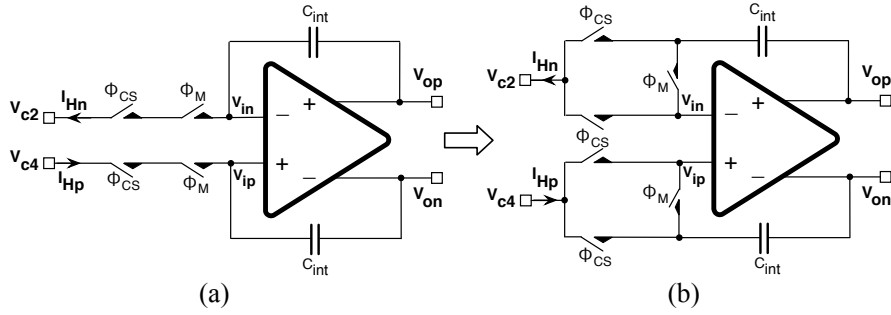 C_int
V_op
I_Hn
Φ_CS
Φ_M
V_in
V_c2
− +
V_c4
+ −
I_Hp
Φ_CS
Φ_M
V_ip
V_on
C_int
(a)
Φ_CS
C_int
I_Hn
V_op
V_c2
Φ_M
V_in
− +
Φ_CS
Φ_CS
I_Hp
V_ip
+ −
Φ_M
V_c4
V_on
Φ_CS
C_int
(b)